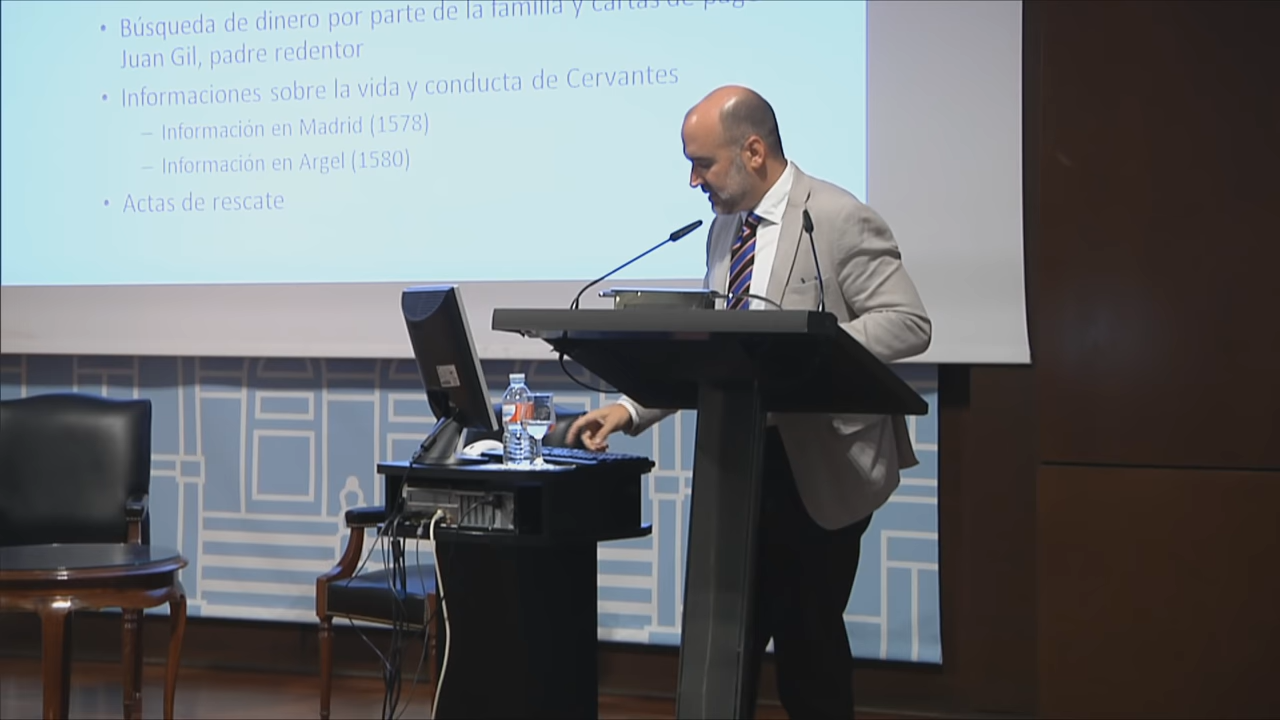 • Búsqueda de dinero por parte de la familia y cartas de pago
Juan Gil, padre redentor
• Informaciones sobre la vida y conducta de Cervantes
– Información en Madrid (1578)
– Información en Argel (1580)
• Actas de rescate